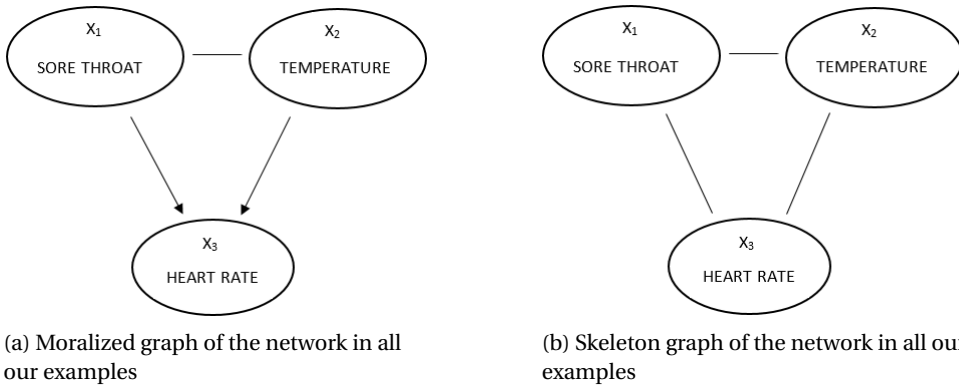 X₁
SORE THROAT
X₂
TEMPERATURE
X₃
HEART RATE
(a) Moralized graph of the network in all
our examples
X₁
SORE THROAT
X₂
TEMPERATURE
X₃
HEART RATE
(b) Skeleton graph of the network in all our
examples